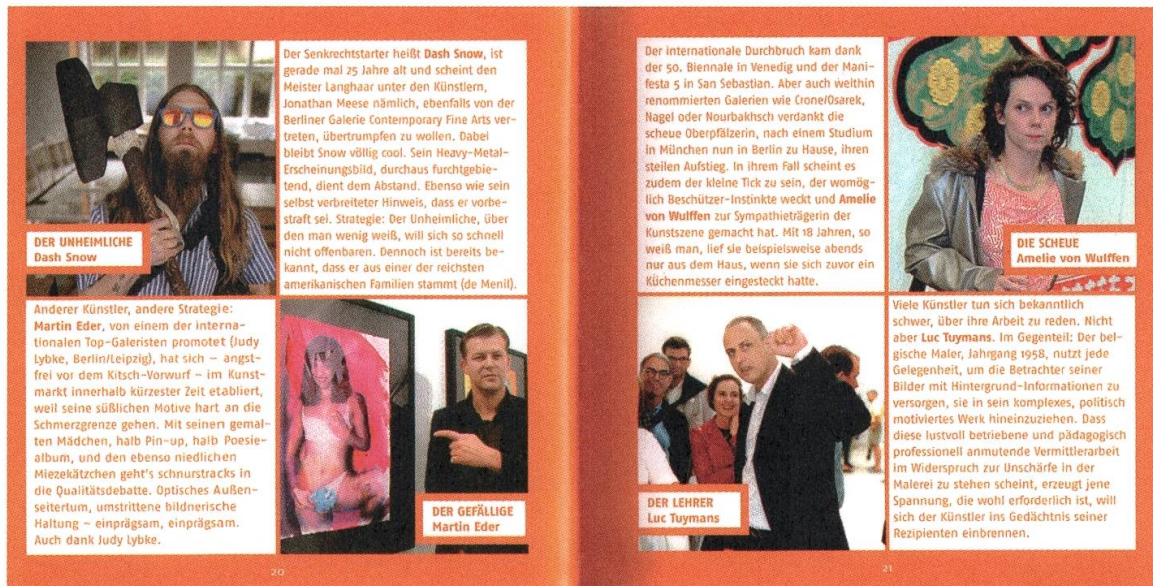 Der Senkrechtstarter heißt Dash Snow, ist
gerade mal 25 Jahre alt und scheint den
Meister Langhaar unter den Künstlern,
Jonathan Meese nämlich, ebenfalls von der
Berliner Galerie Contemporary Fine Arts ver-
treten, übertrumpfen zu wollen. Dabei
bleibt Snow völlig cool. Sein Heavy-Metal-
Erscheinungsbild, durchaus furchtgebie-
tend, dient dem Abstand. Ebenso wie sein
selbst verbreiteter Hinweis, dass er vorbe-
straft sei. Strategie: Der Unheimliche, über
den man wenig weiß, will sich so schnell
nicht offenbaren. Dennoch ist bereits be-
kannt, dass er aus einer der reichsten
amerikanischen Familien stammt (de Menil).
DER UNHEIMLICHE
Dash Snow
Anderer Künstler, andere Strategie:
Martin Eder, von einem der interna-
tionalen Top-Galeristen promotet (Judy
Lybke, Berlin/Leipzig), hat sich – angst-
frei vor dem Kitsch-Vorwurf – im Kunst-
markt innerhalb kürzester Zeit etabliert,
weil seine süßlichen Motive hart an die
Schmerzgrenze gehen. Mit seinen gemal-
ten Mädchen, halb Pin-up, halb Poesie-
album, und den ebenso niedlichen
Miezekätzchen geht's schnurstracks in
die Qualitätsdebatte. Optisches Außen-
seitertum, umstrittene bildnerische
Haltung – einprägsam, einprägsam.
Auch dank Judy Lybke.
DER GEFÄLLIGE
Martin Eder
20
Der internationale Durchbruch kam dank
der 50. Biennale in Venedig und der Mani-
festa 5 in San Sebastian. Aber auch weithin
renommierten Galerien wie Crone/Osarek,
Nagel oder Nourbakhsch verdankt die
scheue Oberpfälzerin, nach einem Studium
in München nun in Berlin zu Hause, ihren
steilen Aufstieg. In ihrem Fall scheint es
zudem der kleine Tick zu sein, der womög-
lich Beschützer-Instinkte weckt und Amelie
von Wulffen zur Sympathieträgerin der
Kunstszene gemacht hat. Mit 18 Jahren, so
weiß man, lief sie beispielsweise abends
nur aus dem Haus, wenn sie sich zuvor ein
Küchenmesser eingesteckt hatte.
DIE SCHEUE
Amelie von Wulffen
DER LEHRER
Luc Tuymans
Viele Künstler tun sich bekanntlich
schwer, über ihre Arbeit zu reden. Nicht
aber Luc Tuymans. Im Gegenteil: Der bel-
gische Maler, Jahrgang 1958, nutzt jede
Gelegenheit, um die Betrachter seiner
Bilder mit Hintergrund-Informationen zu
versorgen, sie in sein komplexes, politisch
motiviertes Werk hineinzuziehen. Dass
diese lustvoll betriebene und pädagogisch
professionell anmutende Vermittlerarbeit
im Widerspruch zur Unschärfe in der
Malerei zu stehen scheint, erzeugt jene
Spannung, die wohl erforderlich ist, will
sich der Künstler ins Gedächtnis seiner
Rezipienten einbrennen.
21